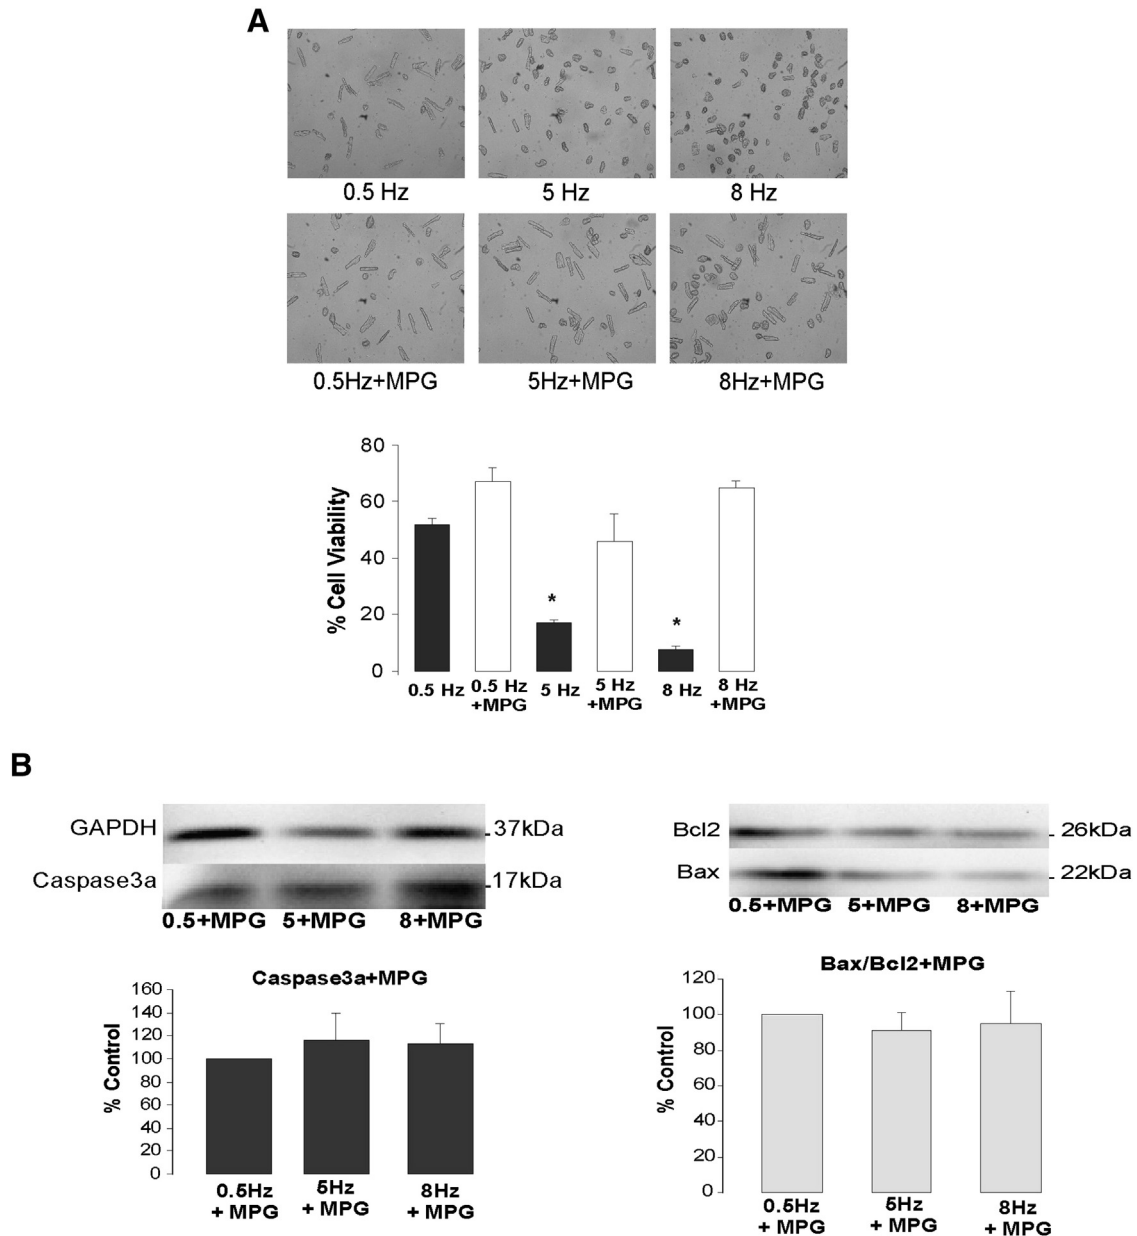 A
0.5 Hz
5 Hz
8 Hz
0.5Hz+MPG
5Hz+MPG
8Hz+MPG
% Cell Viability
80
60
40
20
0
*
*
0.5 Hz
0.5 Hz
+MPG
5 Hz
5 Hz
+MPG
8 Hz
8 Hz
+MPG
B
GAPDH
37kDa
Caspase3a
17kDa
0.5+MPG
5+MPG
8+MPG
Bcl2
26kDa
Bax
22kDa
0.5+MPG
5+MPG
8+MPG
Caspase3a+MPG
% Control
160
140
120
100
80
60
40
20
0
0.5Hz
+ MPG
5Hz
+ MPG
8Hz
+ MPG
Bax/Bcl2+MPG
% Control
120
100
80
60
40
20
0
0.5Hz
+ MPG
5Hz
+ MPG
8Hz
+ MPG